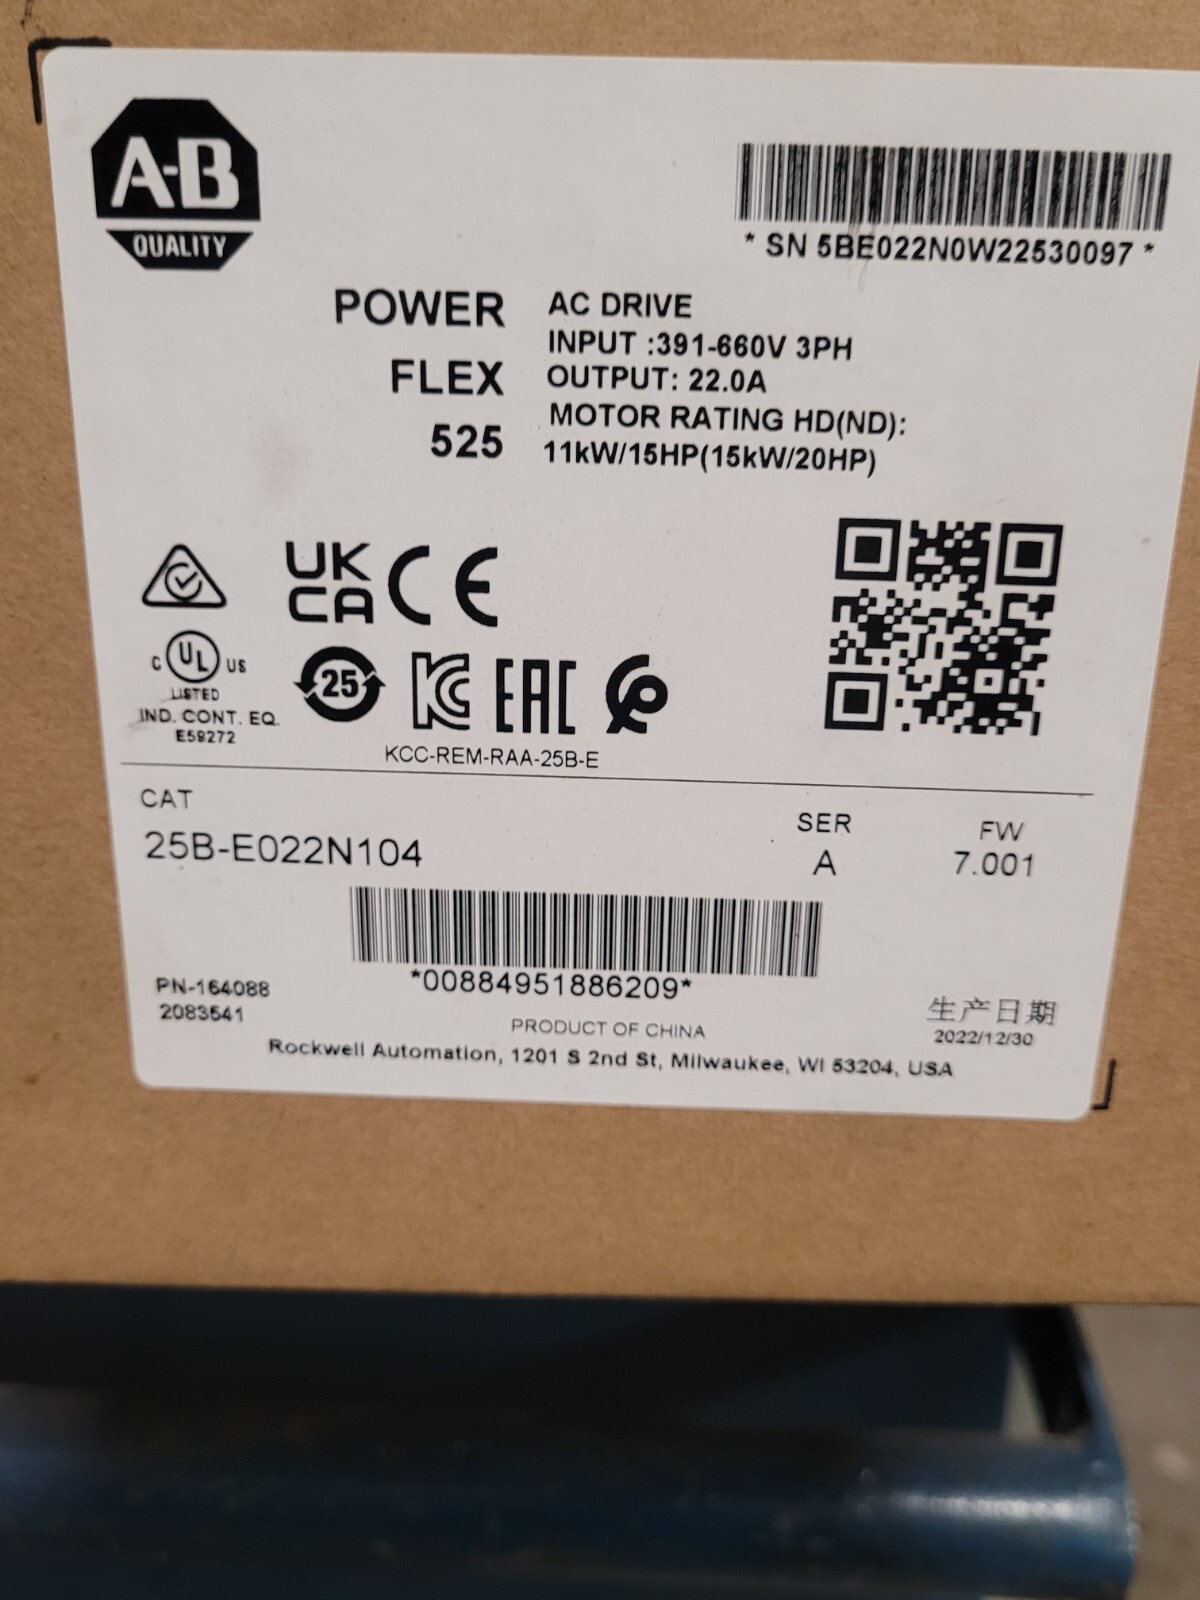 A-B
QUALITY
* SN 5BE022N0W22530097 *
POWER
FLEX
525
AC DRIVE
INPUT :391-660V 3PH
OUTPUT: 22.0A
MOTOR RATING HD(ND):
11kW/15HP(15kW/20HP)
UK
CA
CE
C UL US
LISTED
IND. CONT. EQ.
E59272
25
KC
EAC
KCC-REM-RAA-25B-E
CAT
25B-E022N104
SER
A
FW
7.001
*00884951886209*
PN-164088
2083541
PRODUCT OF CHINA
生产日期
2022/12/30
Rockwell Automation, 1201 S 2nd St, Milwaukee, WI 53204, USA